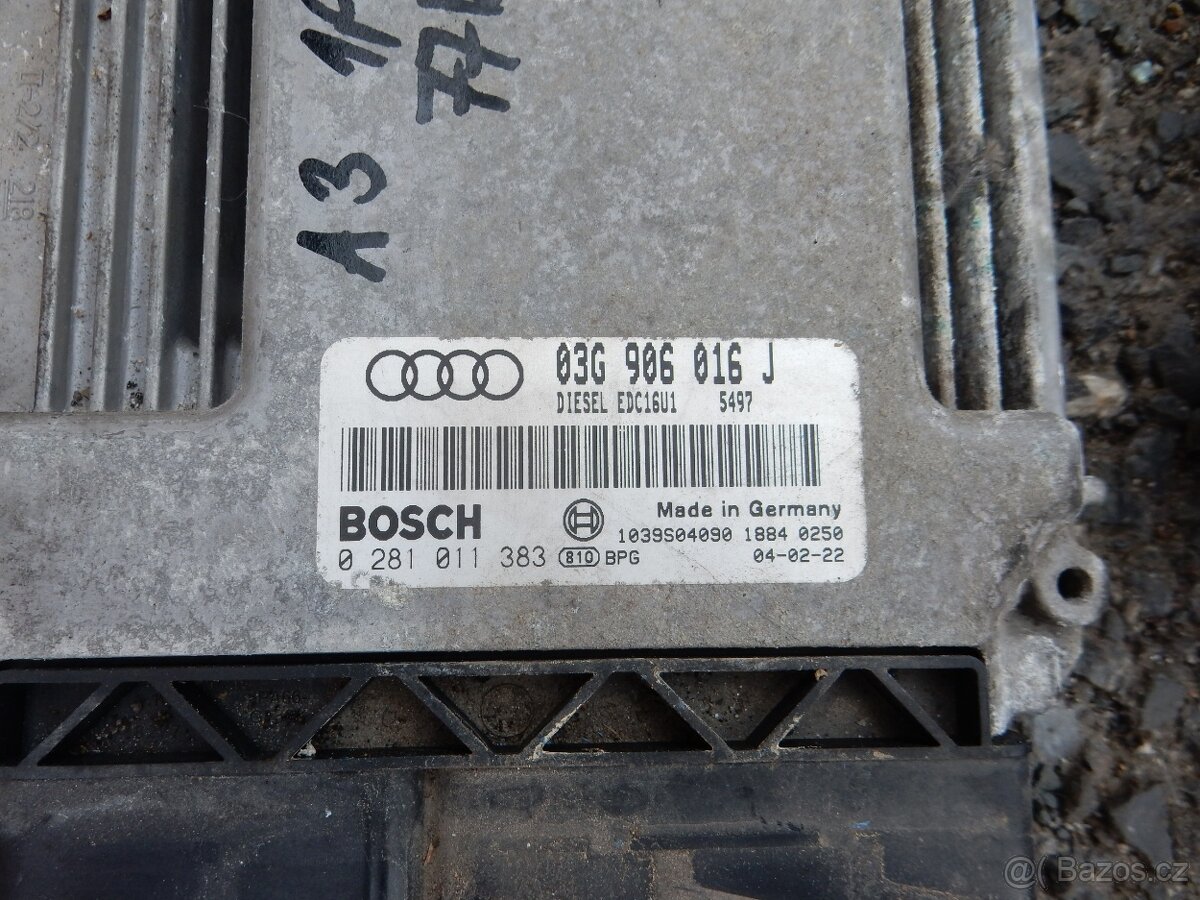 A3
03G 906 016 J
DIESEL EDC16U1 5497
BOSCH
Made in Germany
1039S04090 1884 0250
0 281 011 383 810 BPG 04-02-22
@ Bazos.cz